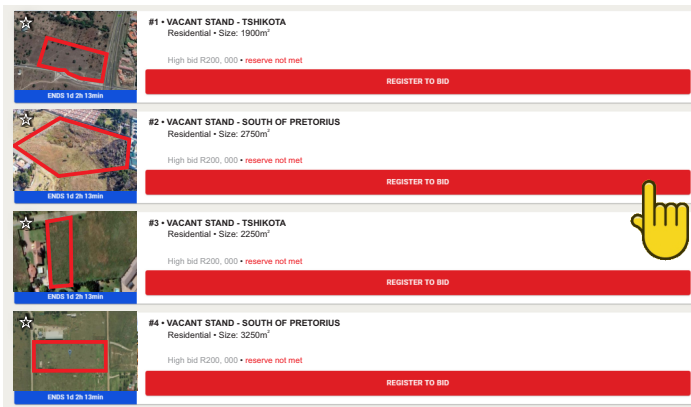 #1 • VACANT STAND - TSHIKOTA
Residential • Size: 1900m²
High bid R200, 000 • reserve not met
REGISTER TO BID
ENDS 1d 2h 13min
#2 • VACANT STAND - SOUTH OF PRETORIUS
Residential • Size: 2750m²
High bid R200, 000 • reserve not met
REGISTER TO BID
ENDS 1d 2h 13min
#3 • VACANT STAND - TSHIKOTA
Residential • Size: 2250m²
High bid R200, 000 • reserve not met
REGISTER TO BID
ENDS 1d 2h 13min
#4 • VACANT STAND - SOUTH OF PRETORIUS
Residential • Size: 3250m²
High bid R200, 000 • reserve not met
REGISTER TO BID
ENDS 1d 2h 13min